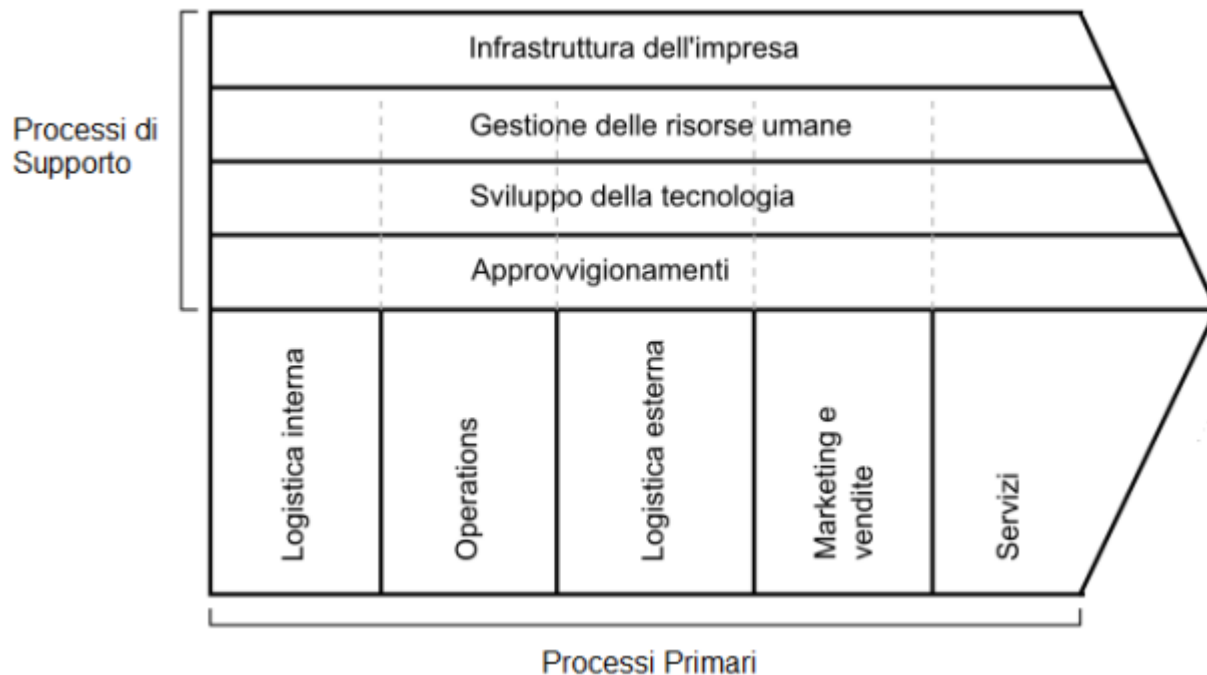 Infrastruttura dell'impresa
Processi di
Supporto
Gestione delle risorse umane
Sviluppo della tecnologia
Approvvigionamenti
Logistica interna
Operations
Logistica esterna
Marketing e
vendite
Servizi
Processi Primari